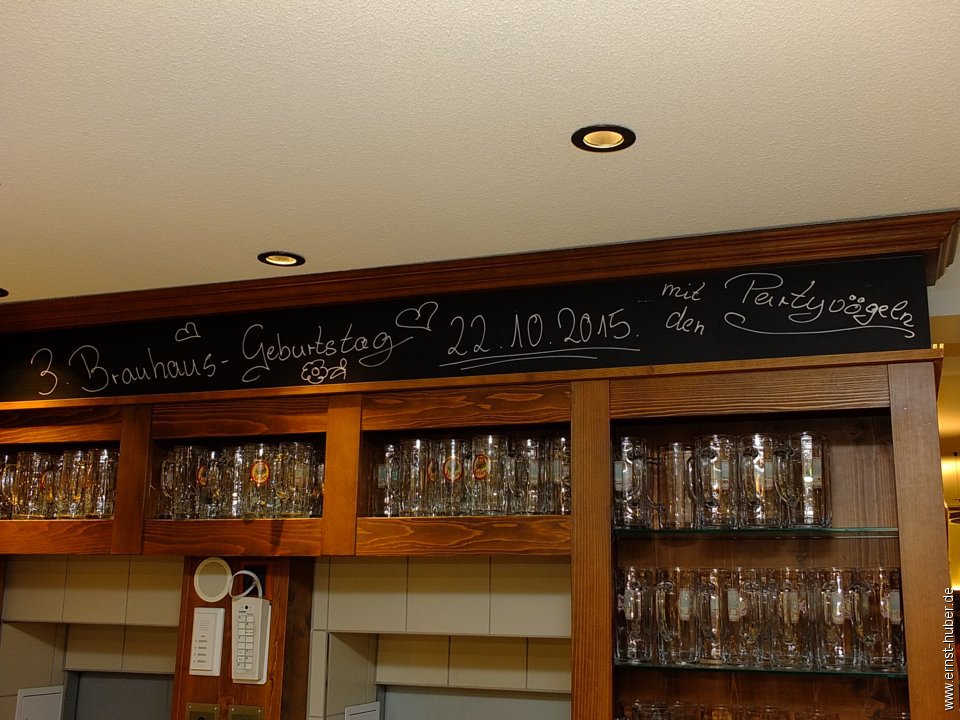 3. Brauhaus-Geburtstag 22.10.2015. mit den Partyvögeln
www.ernst-huber.de